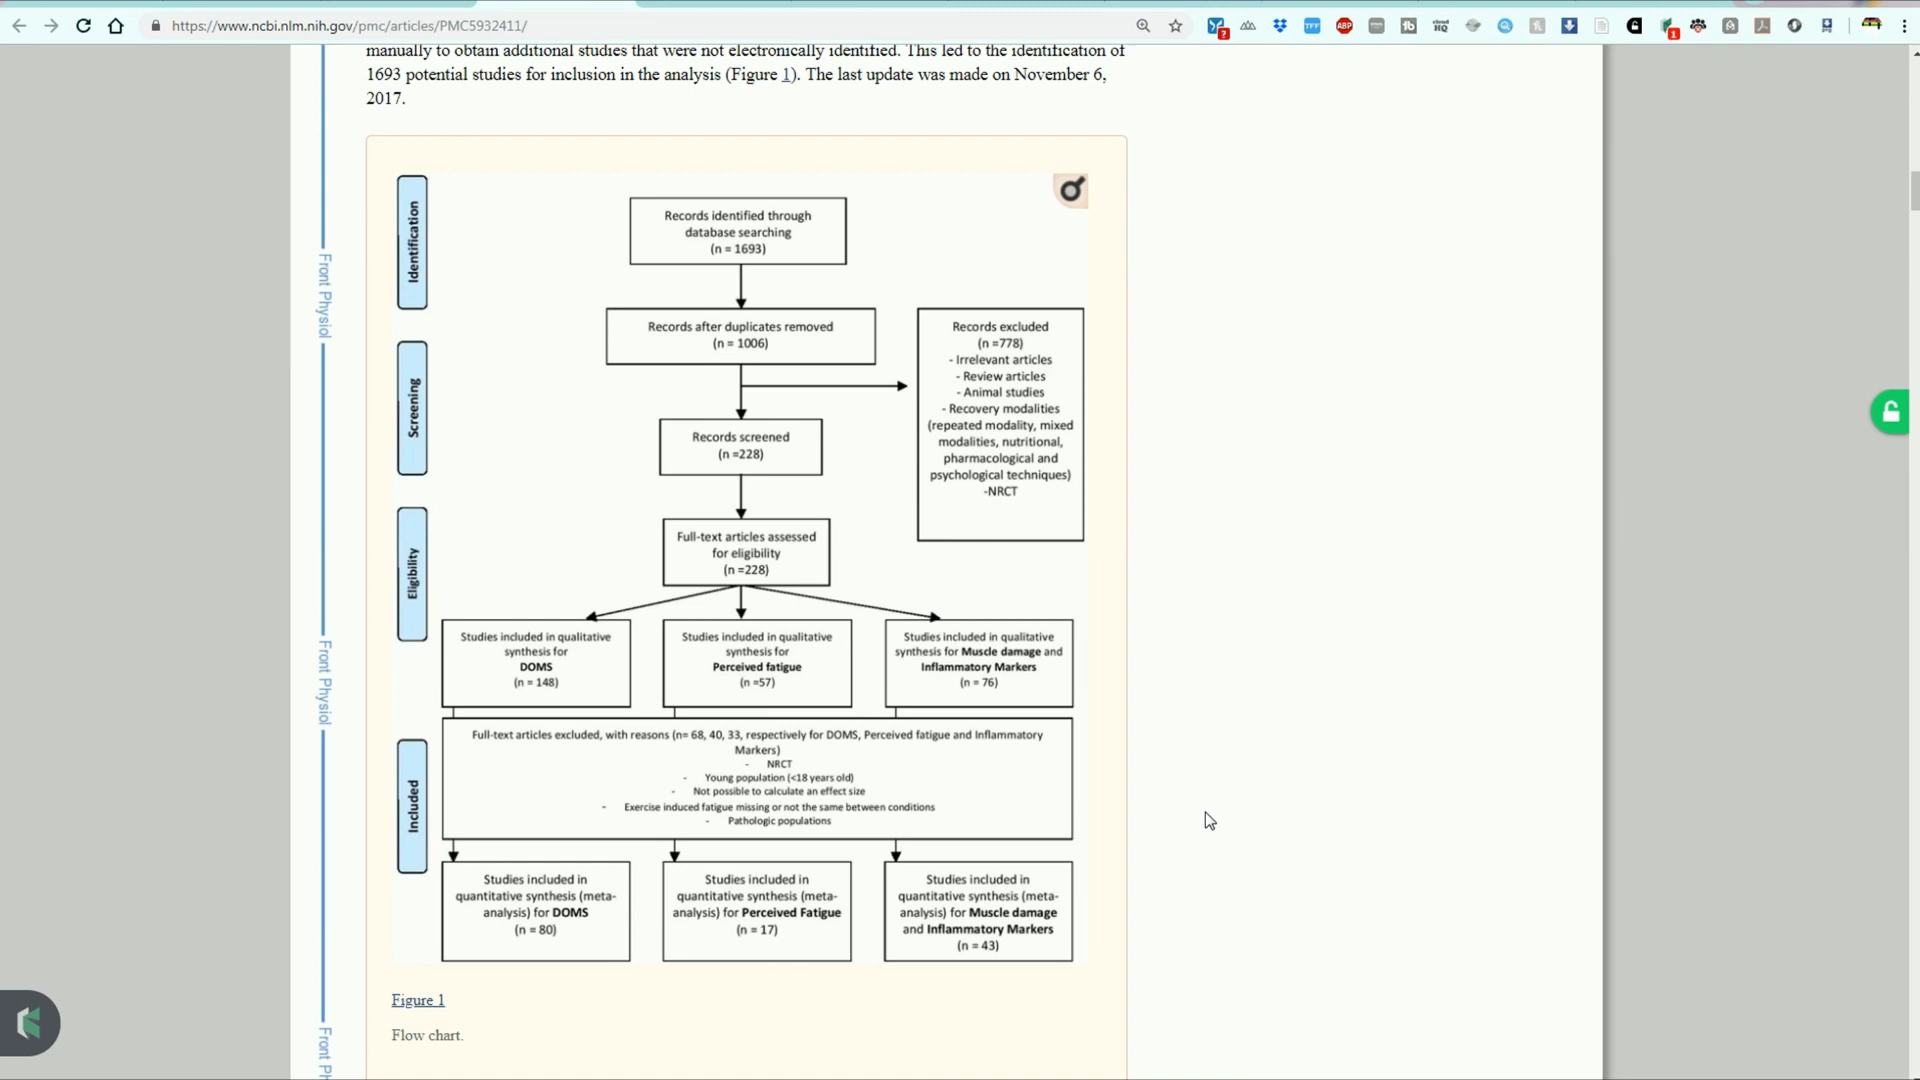 https://www.ncbi.nlm.nih.gov/pmc/articles/PMC5932411/
manually to obtain additional studies that were not electronically identified. This led to the identification of
1693 potential studies for inclusion in the analysis (Figure 1). The last update was made on November 6,
2017.
Identification
Records identified through
database searching
(n = 1693)
Records after duplicates removed
(n = 1006)
Records excluded
(n =778)
- Irrelevant articles
- Review articles
- Animal studies
- Recovery modalities
(repeated modality, mixed
modalities, nutritional,
pharmacological and
psychological techniques)
-NRCT
Screening
Records screened
(n =228)
Eligibility
Full-text articles assessed
for eligibility
(n =228)
Studies included in qualitative
synthesis for
DOMS
(n = 148)
Studies included in qualitative
synthesis for
Perceived fatigue
(n =57)
Studies included in qualitative
synthesis for Muscle damage and
Inflammatory Markers
(n = 76)
Included
Full-text articles excluded, with reasons (n= 68, 40, 33, respectively for DOMS, Perceived fatigue and Inflammatory
Markers)
- NRCT
- Young population (<18 years old)
- Not possible to calculate an effect size
- Exercise induced fatigue missing or not the same between conditions
- Pathologic populations
Studies included in
quantitative synthesis (meta-
analysis) for DOMS
(n = 80)
Studies included in
quantitative synthesis (meta-
analysis) for Perceived Fatigue
(n = 17)
Studies included in
quantitative synthesis (meta-
analysis) for Muscle damage
and Inflammatory Markers
(n = 43)
Figure 1
Flow chart.
Front Physiol
Front Physiol
Front Ph
TFF
ABP
tb
cloud
HQ
1